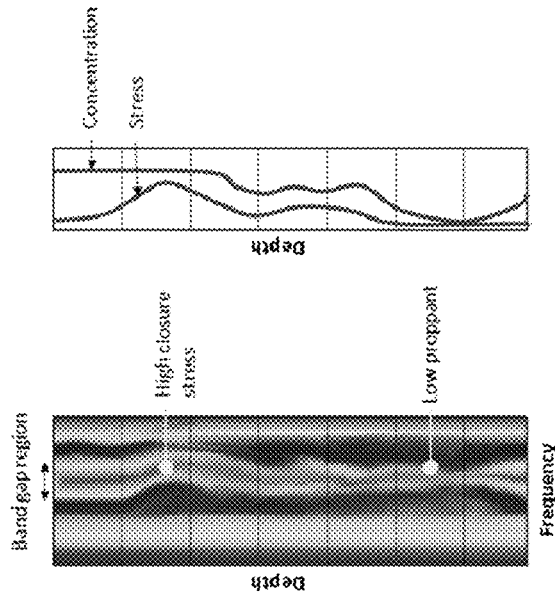 Concentration
Stress
Depth
Band gap region
High closure
stress
Low proppant
Frequency
Depth